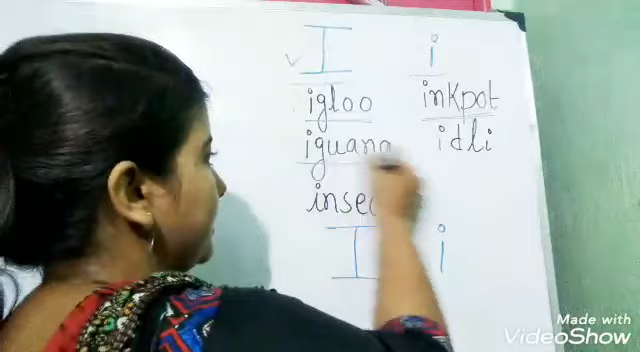 I i
igloo inkpot
iguana idli
I i
Made with
VideoShow